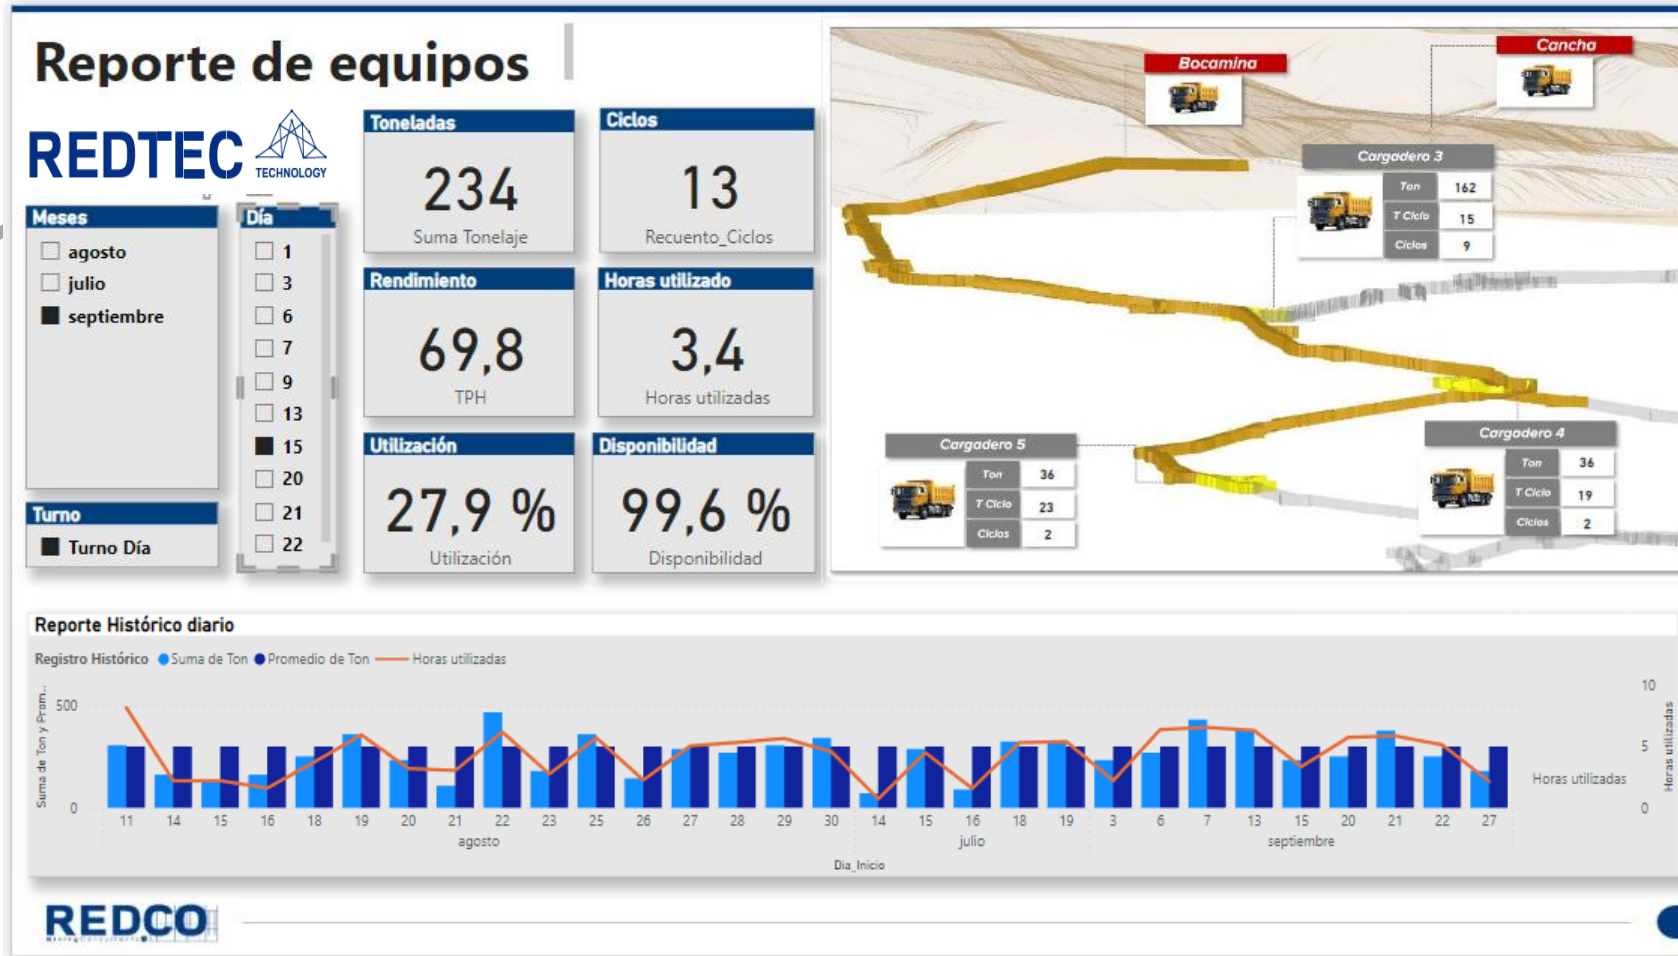 Reporte de equipos
REDTEC
TECHNOLOGY
Meses
agosto
julio
septiembre
Turno
Turno Día
Día
1
3
6
7
9
13
15
20
21
22
Toneladas
234
Suma Tonelaje
Ciclos
13
Recuento_Ciclos
Rendimiento
69,8
TPH
Horas utilizado
3,4
Horas utilizadas
Utilización
27,9 %
Utilización
Disponibilidad
99,6 %
Disponibilidad
Bocamina
Cancha
Cargadero 3
Ton 162
T Ciclo 15
Ciclos 9
Cargadero 5
Ton 36
T Ciclo 23
Ciclos 2
Cargadero 4
Ton 36
T Ciclo 19
Ciclos 2
Reporte Histórico diario
Registro Histórico Suma de Ton Promedio de Ton Horas utilizadas
Suma de Ton y Prom...
500
0
10
5
0
Horas utilizadas
Horas utilizadas
11 14 15 16 18 19 20 21 22 23 25 26 27 28 29 30 14 15 16 18 19 3 6 7 13 15 20 21 22 27
agosto julio septiembre
Dia_Inicio
REDCO